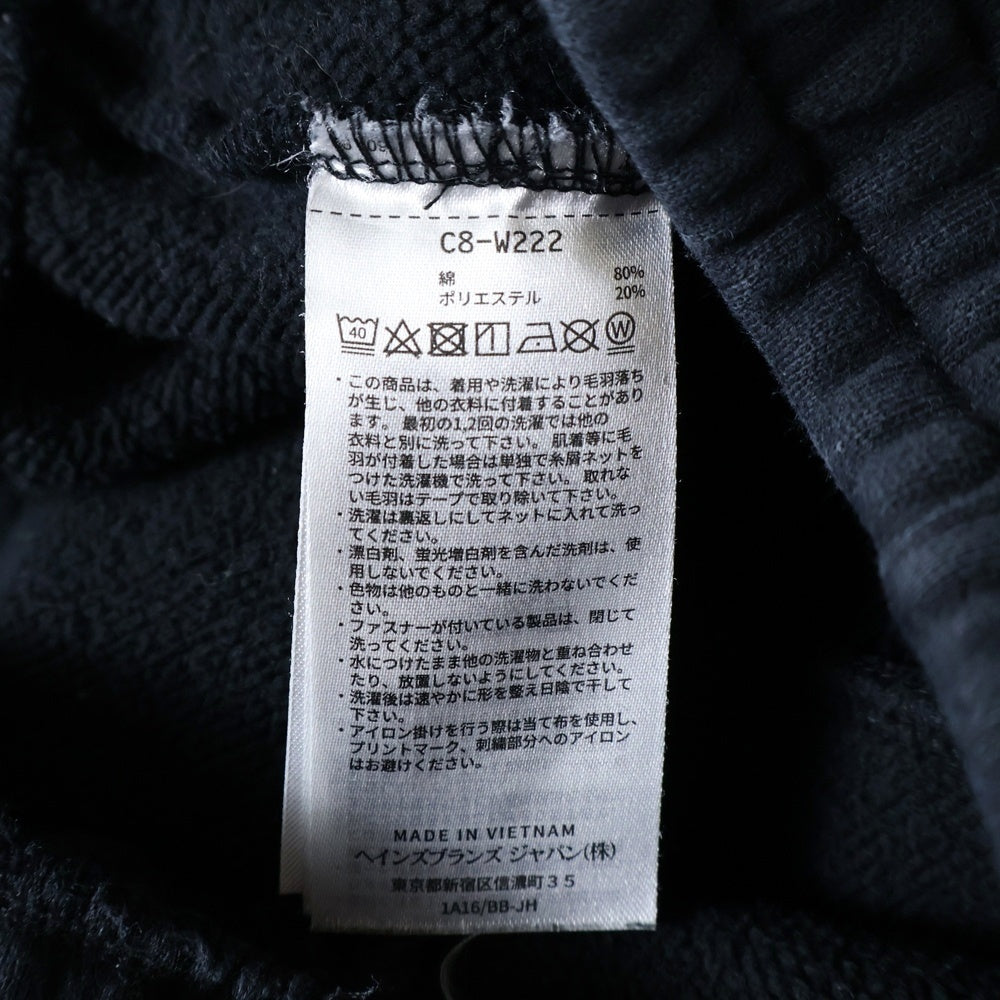 C8-W222
綿 80%
ポリエステル 20%
40 W
・この商品は、着用や洗濯により毛羽落ち
が生じ、他の衣料に付着することがあり
ます。最初の1,2回の洗濯では他の
衣料と別に洗って下さい。肌着等に毛
羽が付着した場合は単独で糸屑ネットを
つけた洗濯機で洗って下さい。取れな
い毛羽はテープで取り除いて下さい。
・洗濯は裏返しにしてネットに入れて洗っ
てください。
・漂白剤、蛍光増白剤を含んだ洗剤は、使
用しないでください。
・色物は他のものと一緒に洗わないでくだ
さい。
・ファスナーが付いている製品は、閉じて
洗ってください。
・水につけたまま他の洗濯物と重ね合わせ
たり、放置しないようにしてください。
・洗濯後は速やかに形を整え日陰で干して
下さい。
・アイロン掛けを行う際は当て布を使用し、
プリントマーク、刺繍部分へのアイロン
はお避けください。
MADE IN VIETNAM
ヘインズブランズ ジャパン(株)
東京都新宿区信濃町35
1A16/BB-JH